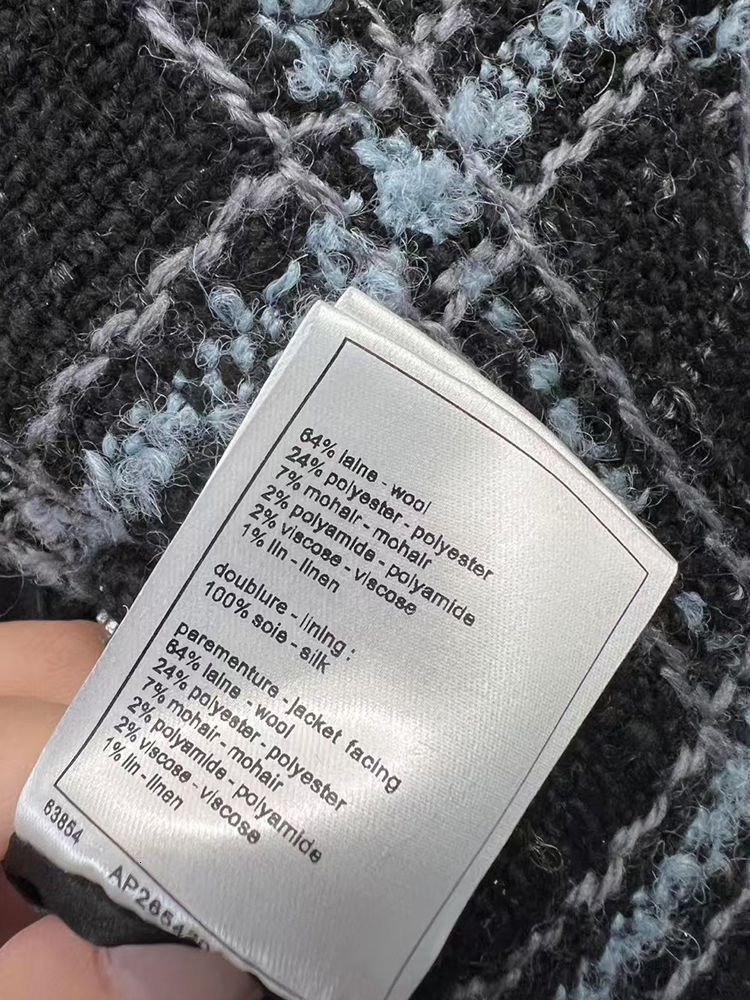 64% laine - wool
24% polyester - polyester
7% mohair - mohair
2% polyamide - polyamide
2% viscose - viscose
1% lin - linen
doublure - lining :
100% soie - silk
parementure - jacket facing
64% laine - wool
24% polyester - polyester
7% mohair - mohair
2% polyamide - polyamide
2% viscose - viscose
1% lin - linen
63854